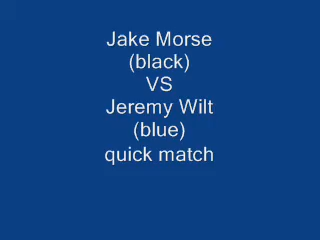 Jake Morse
(black)
VS
Jeremy Wilt
(blue)
quick match